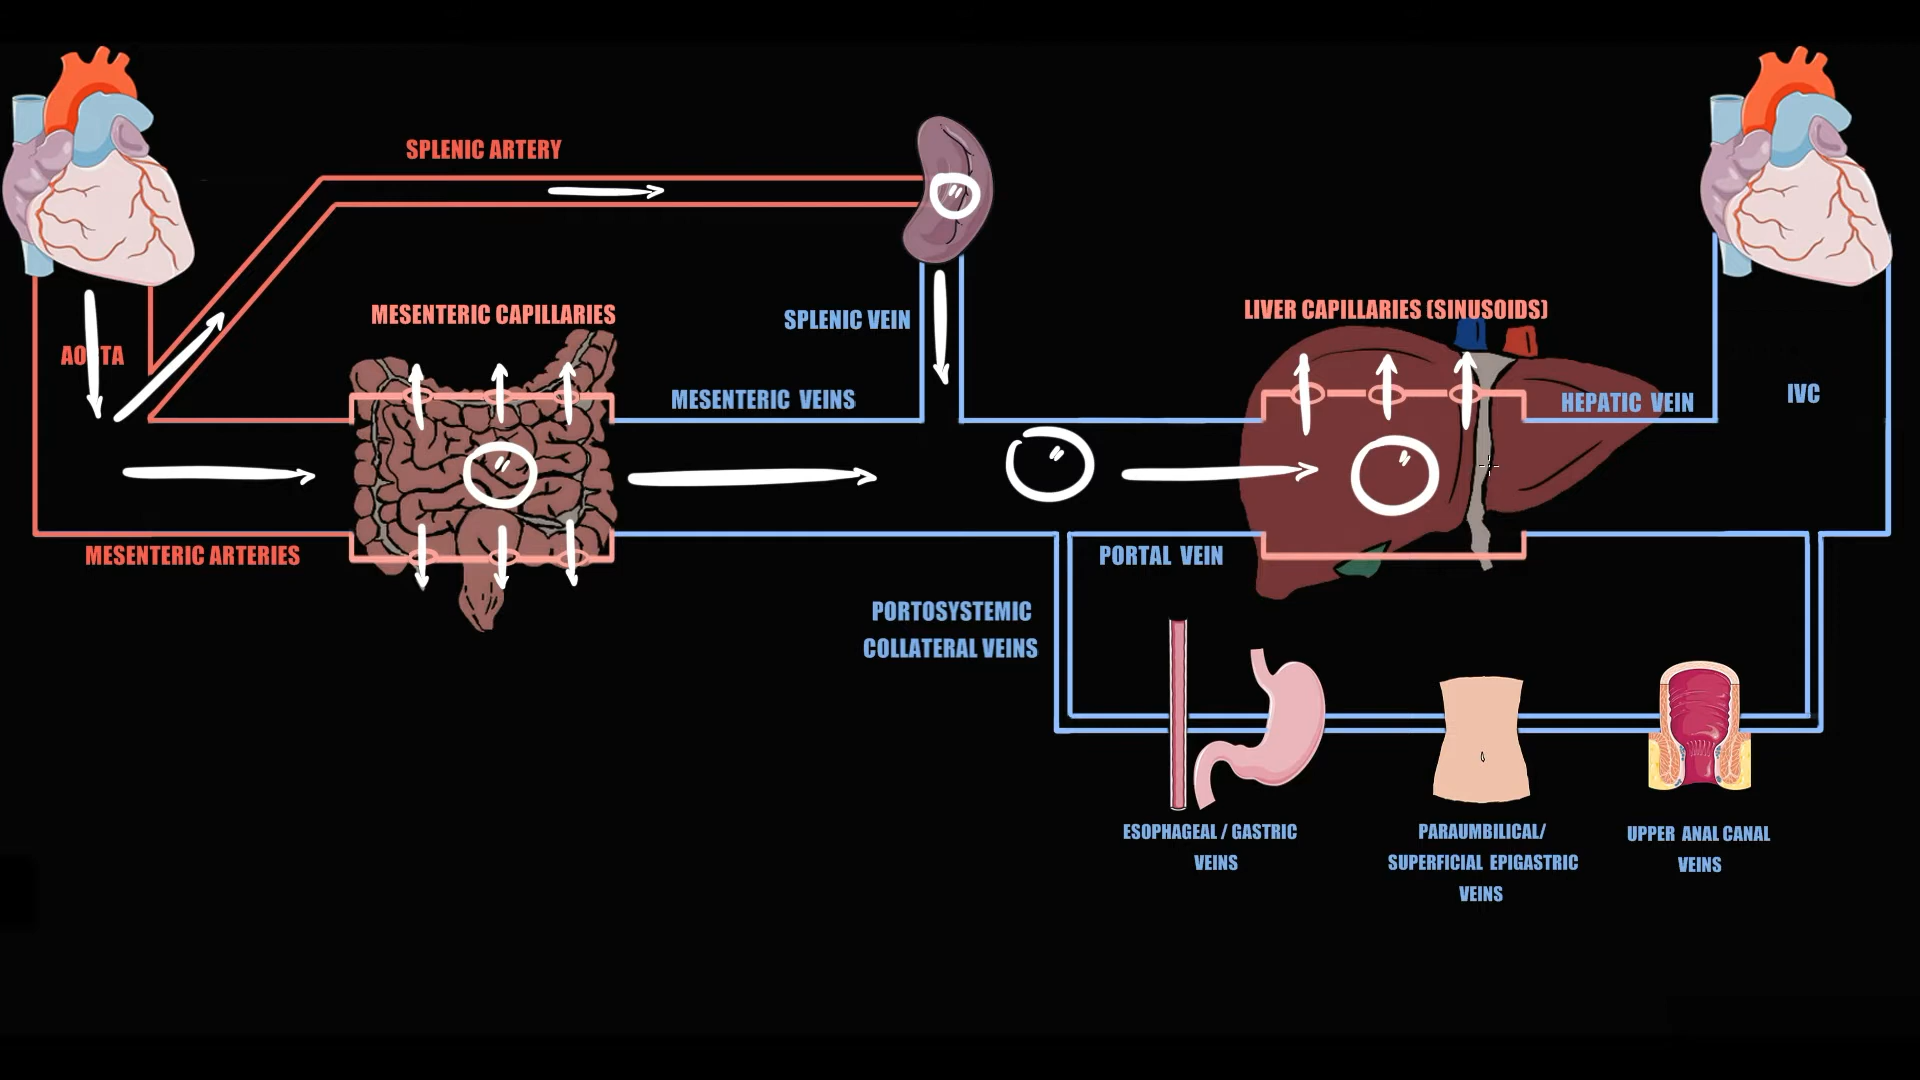 SPLENIC ARTERY
MESENTERIC CAPILLARIES
SPLENIC VEIN
LIVER CAPILLARIES (SINUSOIDS)
AORTA
MESENTERIC VEINS
HEPATIC VEIN
IVC
MESENTERIC ARTERIES
PORTAL VEIN
PORTOSYSTEMIC
COLLATERAL VEINS
ESOPHAGEAL / GASTRIC
VEINS
PARAUMBILICAL/
SUPERFICIAL EPIGASTRIC
VEINS
UPPER ANAL CANAL
VEINS